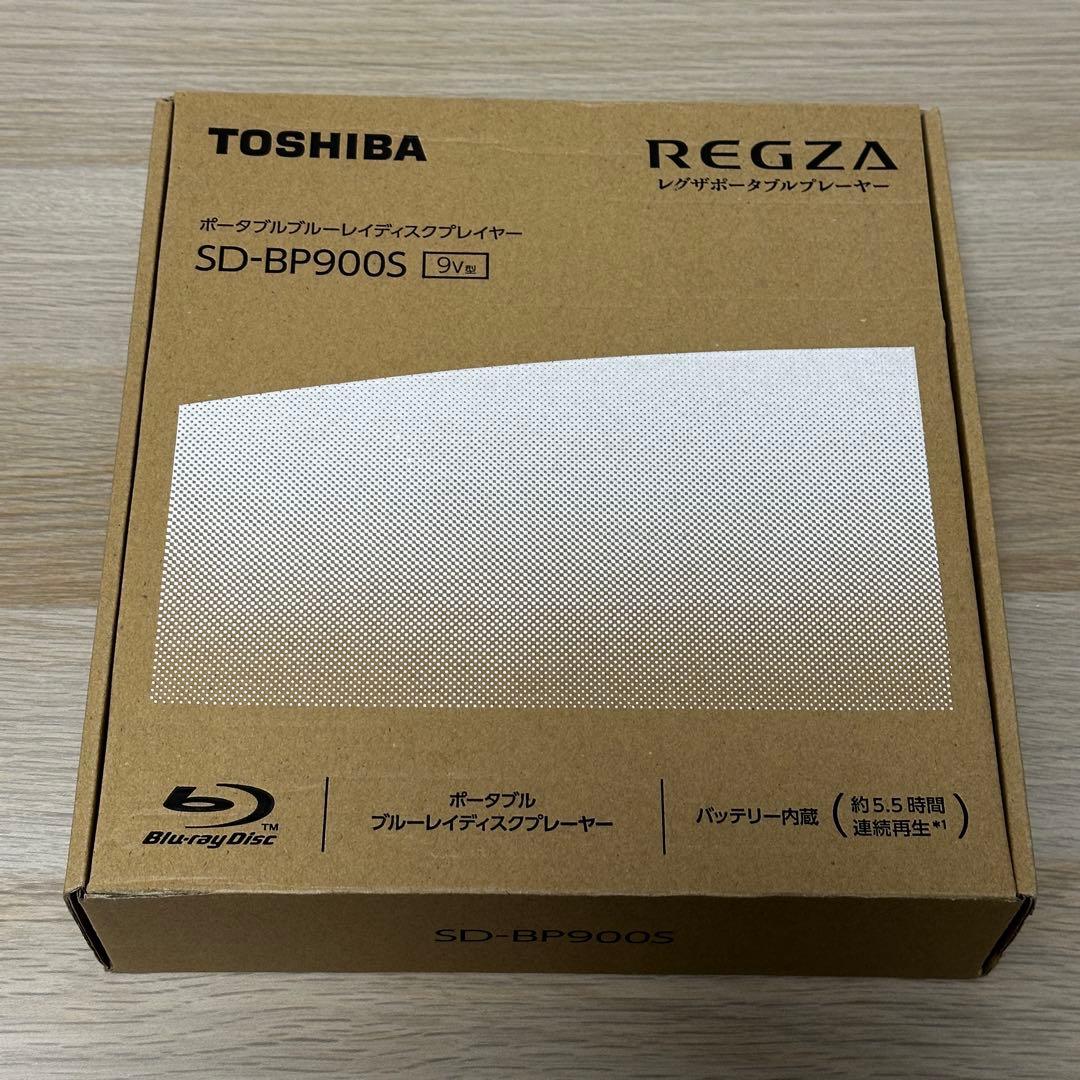 TOSHIBA
REGZA
レグザポータブルプレーヤー
ポータブルブルーレイディスクプレイヤー
SD-BP900S 9v型
Blu-ray Disc TM
ポータブル
ブルーレイディスクプレーヤー
バッテリー内蔵 (約5.5時間
連続再生*1)
SD-BP900S